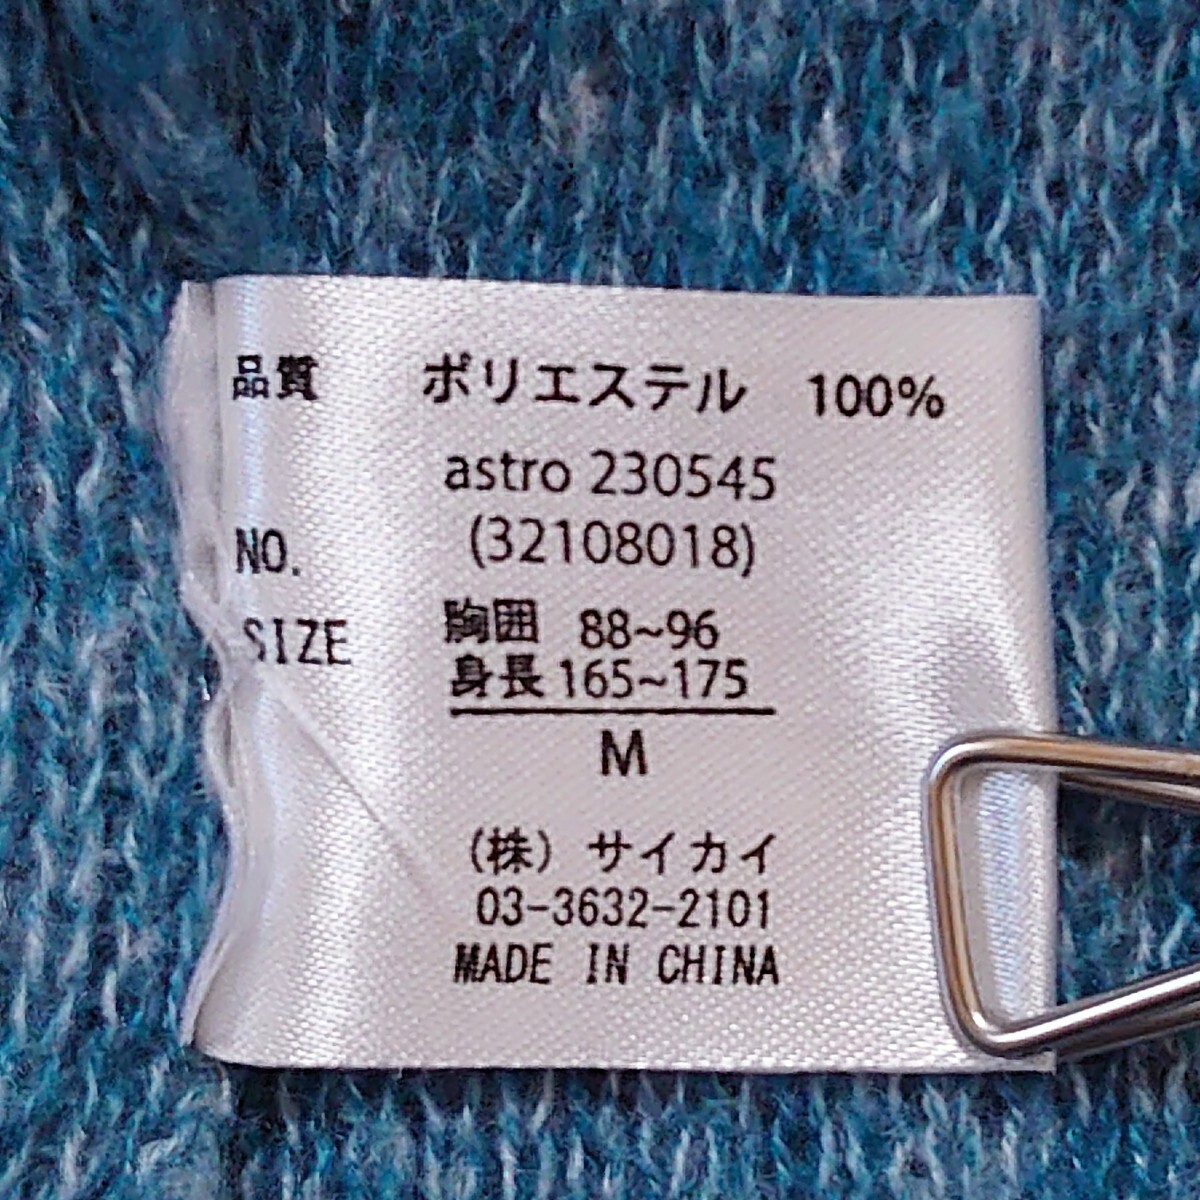 品質 ポリエステル 100%
astro 230545
NO. (32108018)
SIZE 胸囲 88~96
身長 165~175
M
(株) サイカイ
03-3632-2101
MADE IN CHINA